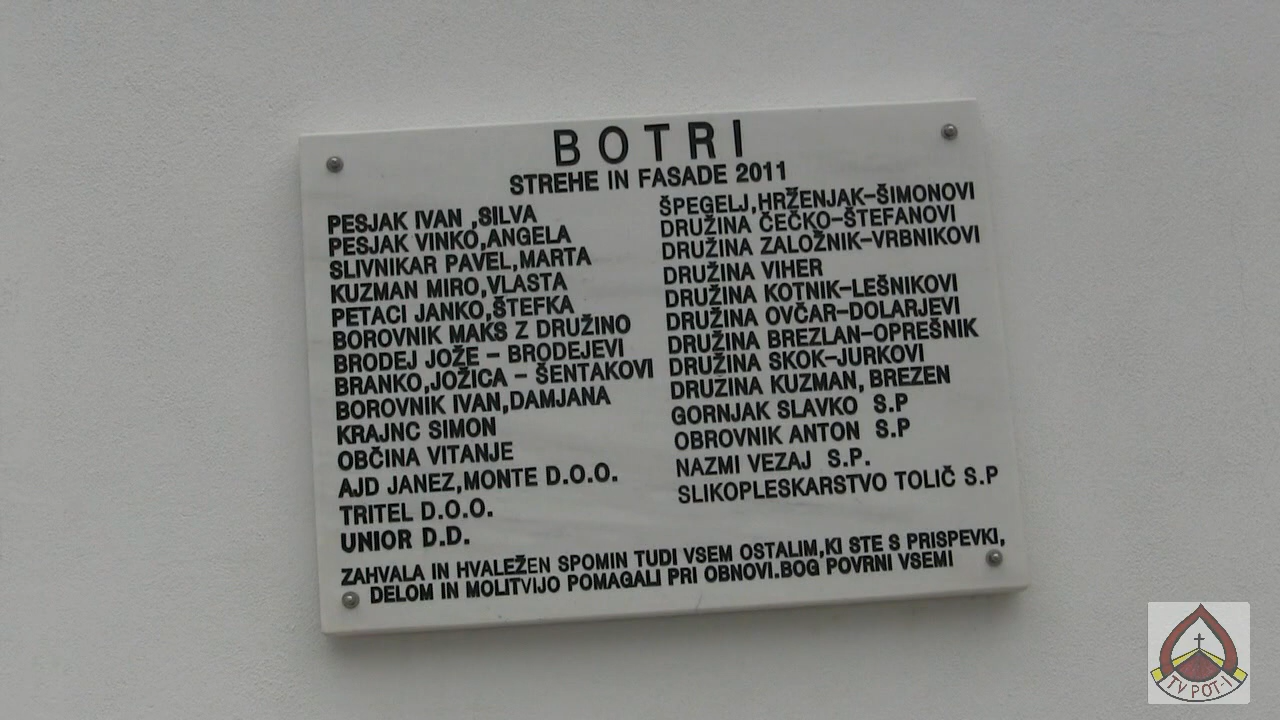 BOTRI
STREHE IN FASADE 2011
PESJAK IVAN ,SILVA
PESJAK VINKO,ANGELA
SLIVNIKAR PAVEL,MARTA
KUZMAN MIRO,VLASTA
PETACI JANKO,ŠTEFKA
BOROVNIK MAKS Z DRUŽINO
BRODEJ JOŽE – BRODEJEVI
BRANKO,JOŽICA – ŠENTAKOVI
BOROVNIK IVAN,DAMJANA
KRAJNC SIMON
OBČINA VITANJE
AJD JANEZ,MONTE D.O.O.
TRITEL D.O.O.
UNIOR D.D.
ŠPEGELJ,HRŽENJAK–ŠIMONOVI
DRUŽINA ČEČKO–ŠTEFANOVI
DRUŽINA ZALOŽNIK–VRBNIKOVI
DRUŽINA VIHER
DRUŽINA KOTNIK–LEŠNIKOVI
DRUŽINA OVČAR–DOLARJEVI
DRUŽINA BREZLAN–OPREŠNIK
DRUŽINA SKOK–JURKOVI
DRUŽINA KUZMAN, BREZEN
GORNJAK SLAVKO S.P
OBROVNIK ANTON S.P
NAZMI VEZAJ S.P.
SLIKOPLESKARSTVO TOLIČ S.P
ZAHVALA IN HVALEŽEN SPOMIN TUDI VSEM OSTALIM,KI STE S PRISPEVKI,
DELOM IN MOLITVIJO POMAGALI PRI OBNOVI.BOG POVRNI VSEMI
TV POT-1